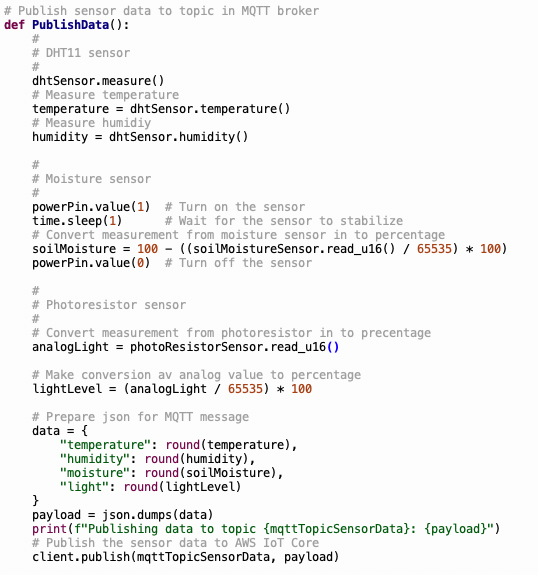 # Publish sensor data to topic in MQTT broker
def PublishData():
    #
    # DHT11 sensor
    #
    dhtSensor.measure()
    # Measure temperature
    temperature = dhtSensor.temperature()
    # Measure humidiy
    humidity = dhtSensor.humidity()

    #
    # Moisture sensor
    #
    powerPin.value(1)  # Turn on the sensor
    time.sleep(1)      # Wait for the sensor to stabilize
    # Convert measurement from moisture sensor in to percentage
    soilMoisture = 100 - ((soilMoistureSensor.read_u16() / 65535) * 100)
    powerPin.value(0)  # Turn off the sensor

    #
    # Photoresistor sensor
    #
    # Convert measurement from photoresistor in to precentage
    analogLight = photoResistorSensor.read_u16()

    # Make conversion av analog value to percentage
    lightLevel = (analogLight / 65535) * 100

    # Prepare json for MQTT message
    data = {
        "temperature": round(temperature),
        "humidity": round(humidity),
        "moisture": round(soilMoisture),
        "light": round(lightLevel)
    }
    payload = json.dumps(data)
    print(f"Publishing data to topic {mqttTopicSensorData}: {payload}")
    # Publish the sensor data to AWS IoT Core
    client.publish(mqttTopicSensorData, payload)